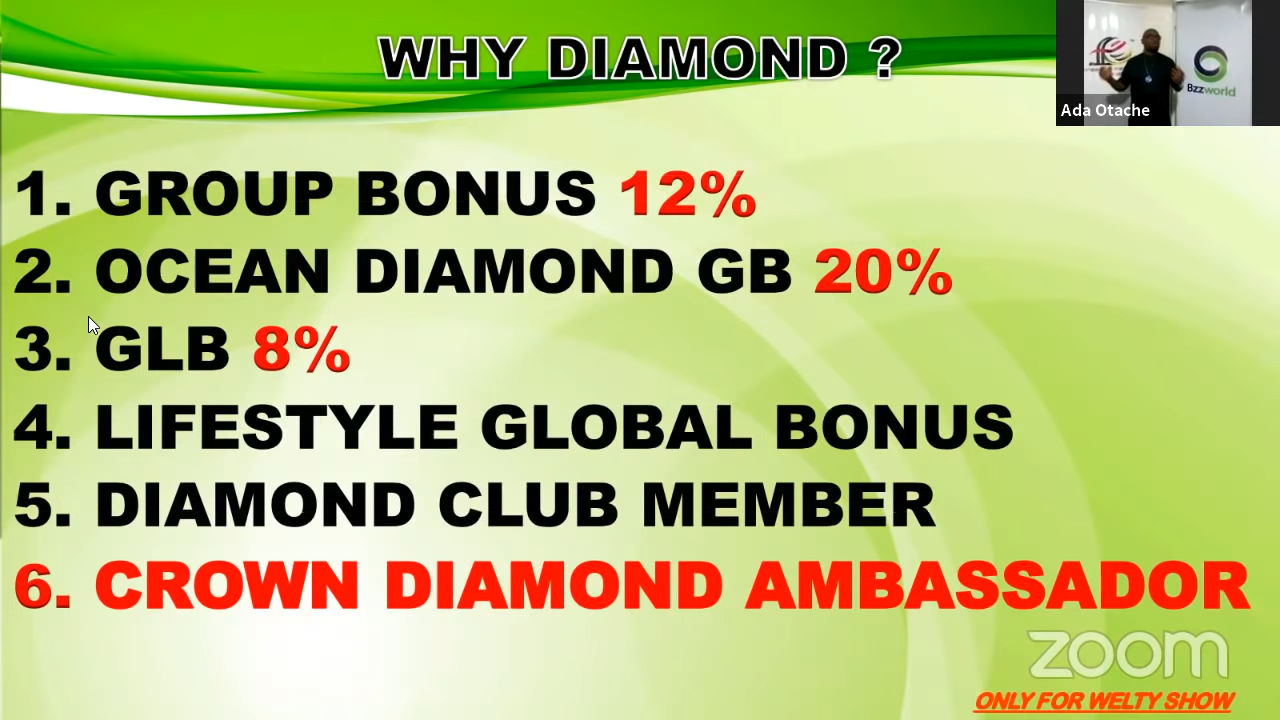 WHY DIAMOND ?
Bzzworld
Ada Otache
1. GROUP BONUS 12%
2. OCEAN DIAMOND GB 20%
3. GLB 8%
4. LIFESTYLE GLOBAL BONUS
5. DIAMOND CLUB MEMBER
6. CROWN DIAMOND AMBASSADOR
zoom
ONLY FOR WELTY SHOW